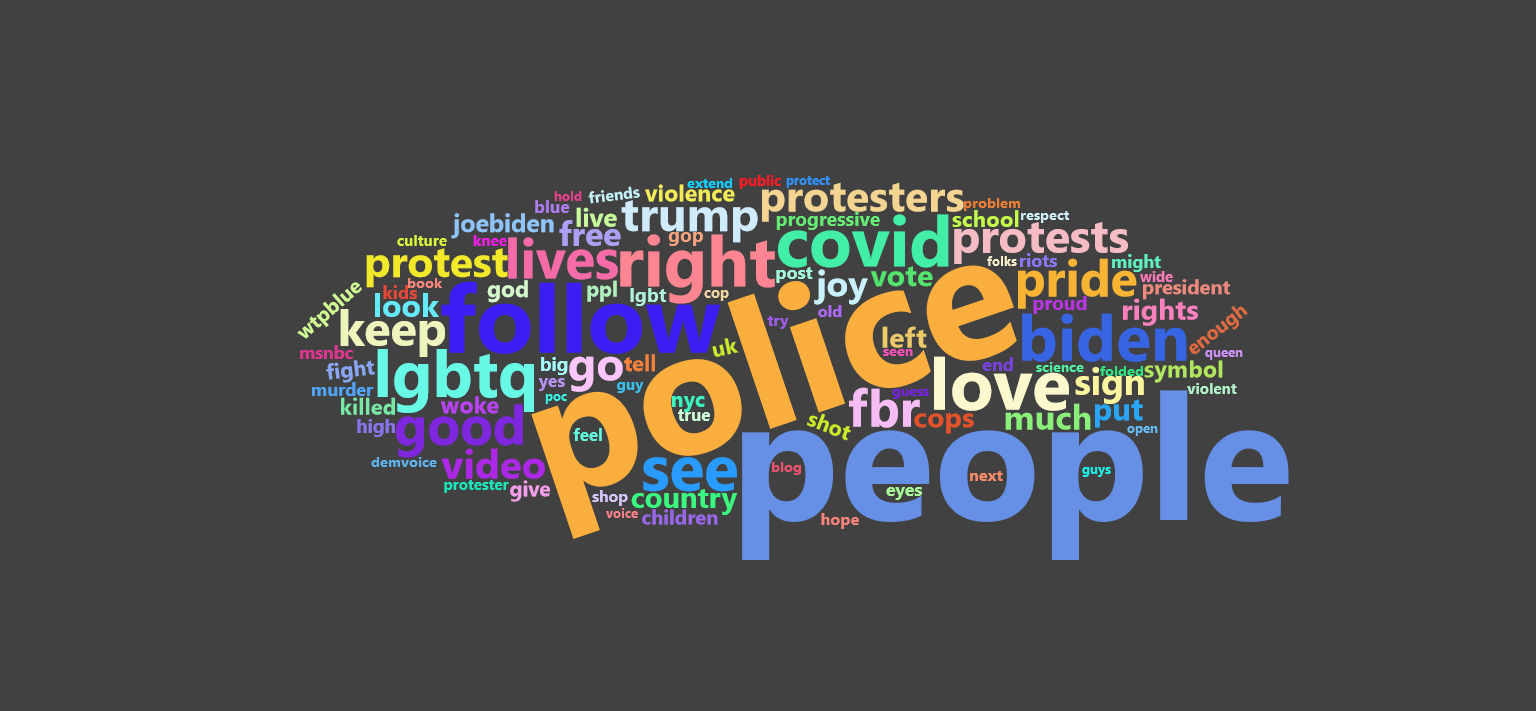 extend public protect
hold friends violence protesters problem
blue live trump progressive school respect
joebiden free gop covid protests
culture knee lives right folks riots might
protest post joy vote pride wide
book god ppl lgbt cop president
wtpblue kids look follow try old proud rights enough
keep police left biden
msnbc uk seen queen
fight lgbtq big go tell end science folded symbol
murder yes guy guess love sign violent
killed woke poc nyc fbr cops much put
high good true shot open
feel
demvoice video see people blog next guys
protester give shop country eyes
voice children hope